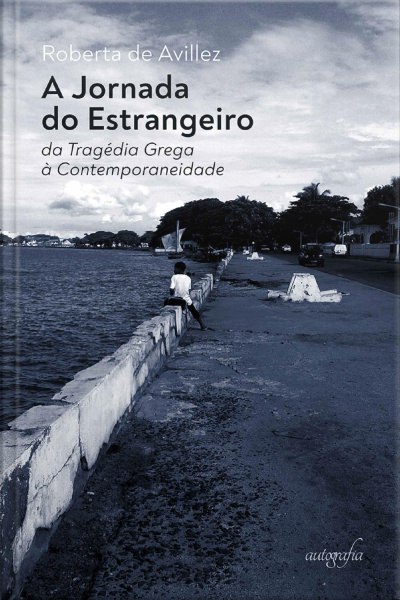 Roberta de Avillez
A Jornada
do Estrangeiro
da Tragédia Grega
à Contemporaneidade
autografia